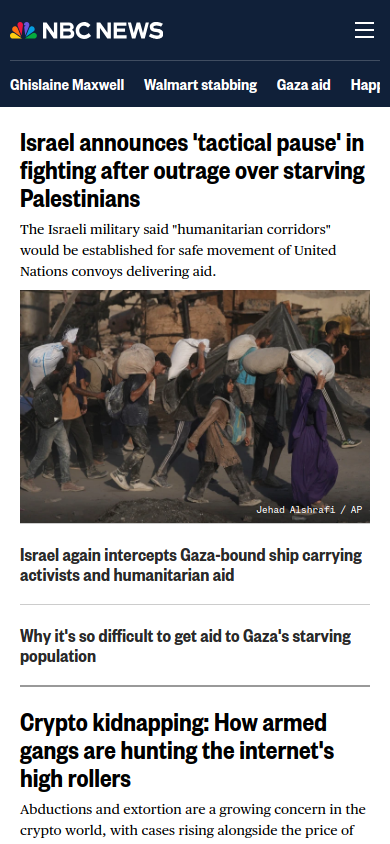 NBC NEWS
Ghislaine Maxwell Walmart stabbing Gaza aid Happ
Israel announces 'tactical pause' in
fighting after outrage over starving
Palestinians
The Israeli military said "humanitarian corridors"
would be established for safe movement of United
Nations convoys delivering aid.
Jehad Alshrafi / AP
Israel again intercepts Gaza-bound ship carrying
activists and humanitarian aid
Why it's so difficult to get aid to Gaza's starving
population
Crypto kidnapping: How armed
gangs are hunting the internet's
high rollers
Abductions and extortion are a growing concern in the
crypto world, with cases rising alongside the price of